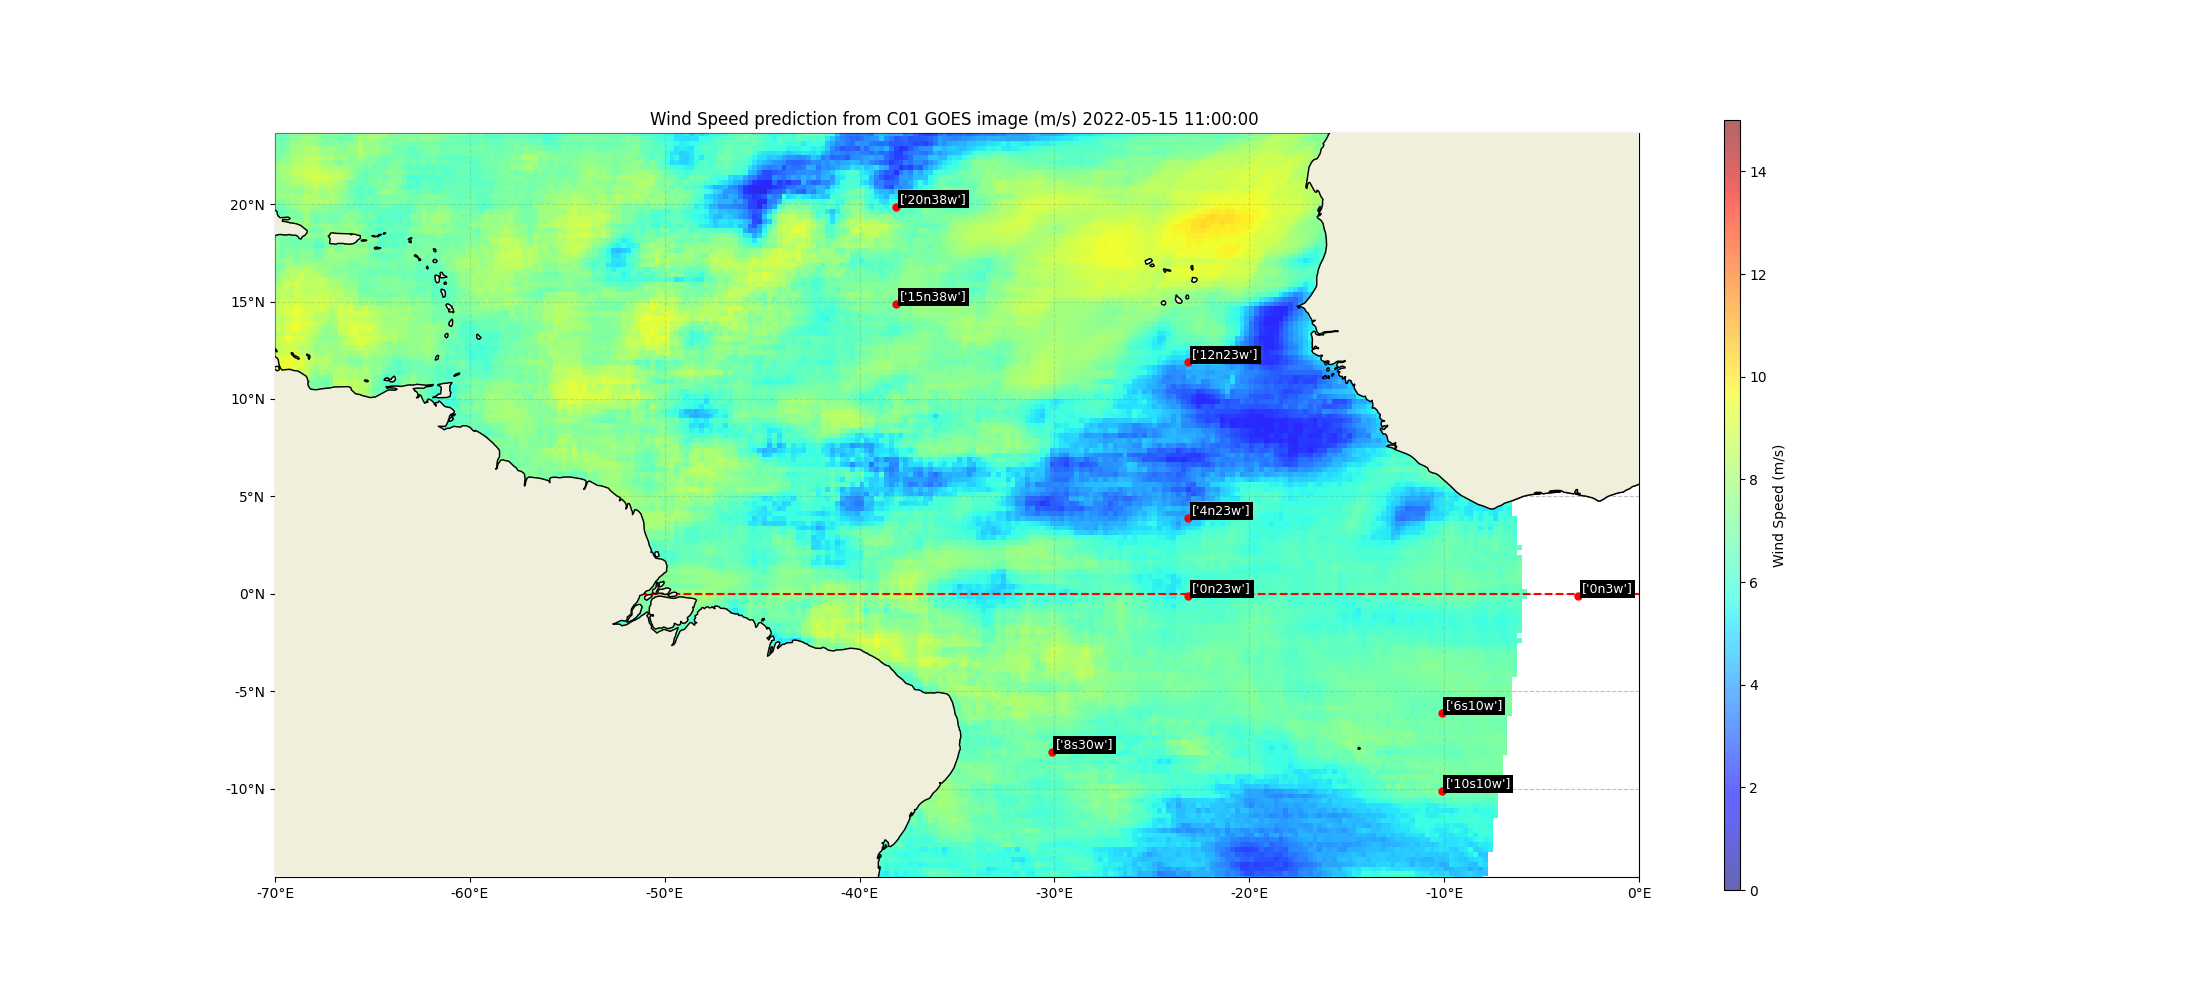 Wind Speed prediction from C01 GOES image (m/s) 2022-05-15 11:00:00
20°N
15°N
10°N
5°N
0°N
-5°N
-10°N
-70°E
-60°E
-50°E
-40°E
-30°E
-20°E
-10°E
0°E
['20n38w']
['15n38w']
['12n23w']
['4n23w']
['0n23w']
['0n3w']
['6s10w']
['8s30w']
['10s10w']
14
12
10
8
6
4
2
0
Wind Speed (m/s)